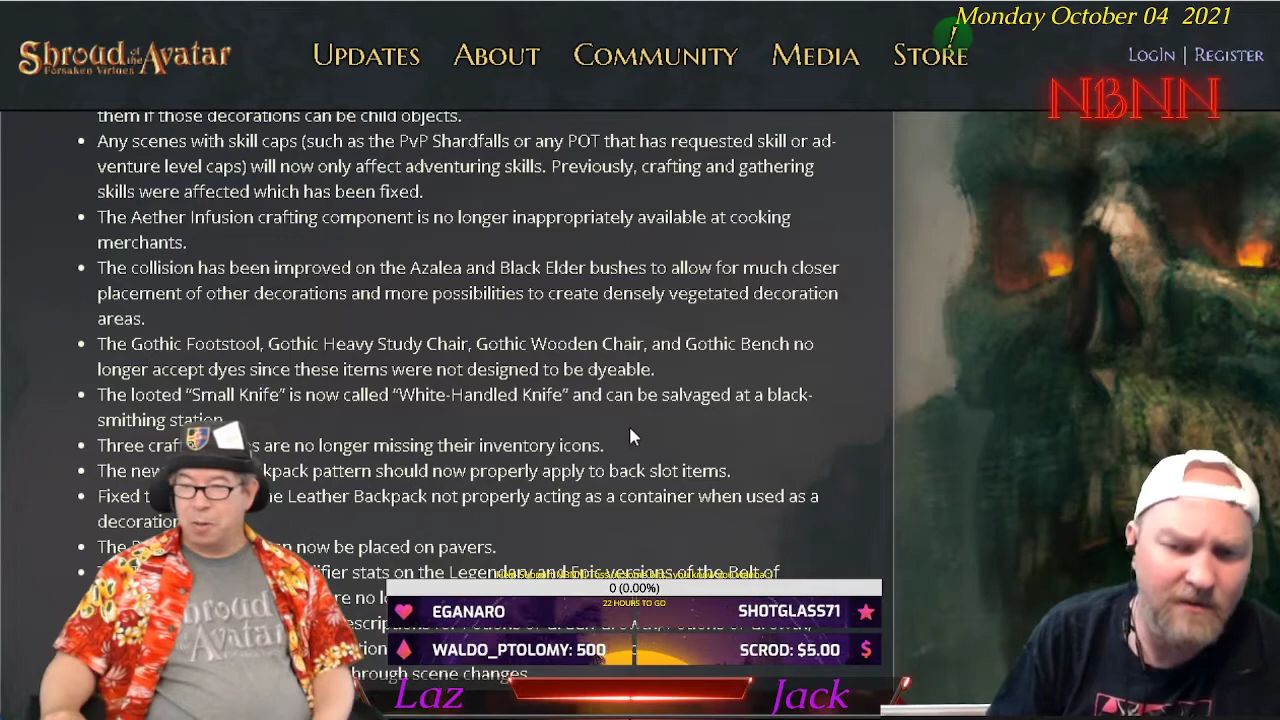 Monday October 04 2021
Shroud of the Avatar
Forsaken Virtues
Updates About Community Media Store
LogIn | Register
NBNN
them if those decorations can be child objects.
Any scenes with skill caps (such as the PvP Shardfalls or any POT that has requested skill or ad-
venture level caps) will now only affect adventuring skills. Previously, crafting and gathering
skills were affected which has been fixed.
The Aether Infusion crafting component is no longer inappropriately available at cooking
merchants.
The collision has been improved on the Azalea and Black Elder bushes to allow for much closer
placement of other decorations and more possibilities to create densely vegetated decoration
areas.
The Gothic Footstool, Gothic Heavy Study Chair, Gothic Wooden Chair, and Gothic Bench no
longer accept dyes since these items were not designed to be dyeable.
The looted “Small Knife” is now called “White-Handled Knife” and can be salvaged at a black-
smithing station.
Three craf s are no longer missing their inventory icons.
The new kpack pattern should now properly apply to back slot items.
Fixed t e Leather Backpack not properly acting as a container when used as a
decoration
The n now be placed on pavers.
ifier stats on the Legendary and Epic versions of the Belt of
are no lo
0 (0.00%)
22 HOURS TO GO
EGANARO SHOTGLASS71
WALDO_PTOLOMY: 500 SCROD: $5.00
hrough scene changes.
Shroud
of the
Avatar
Laz Jack